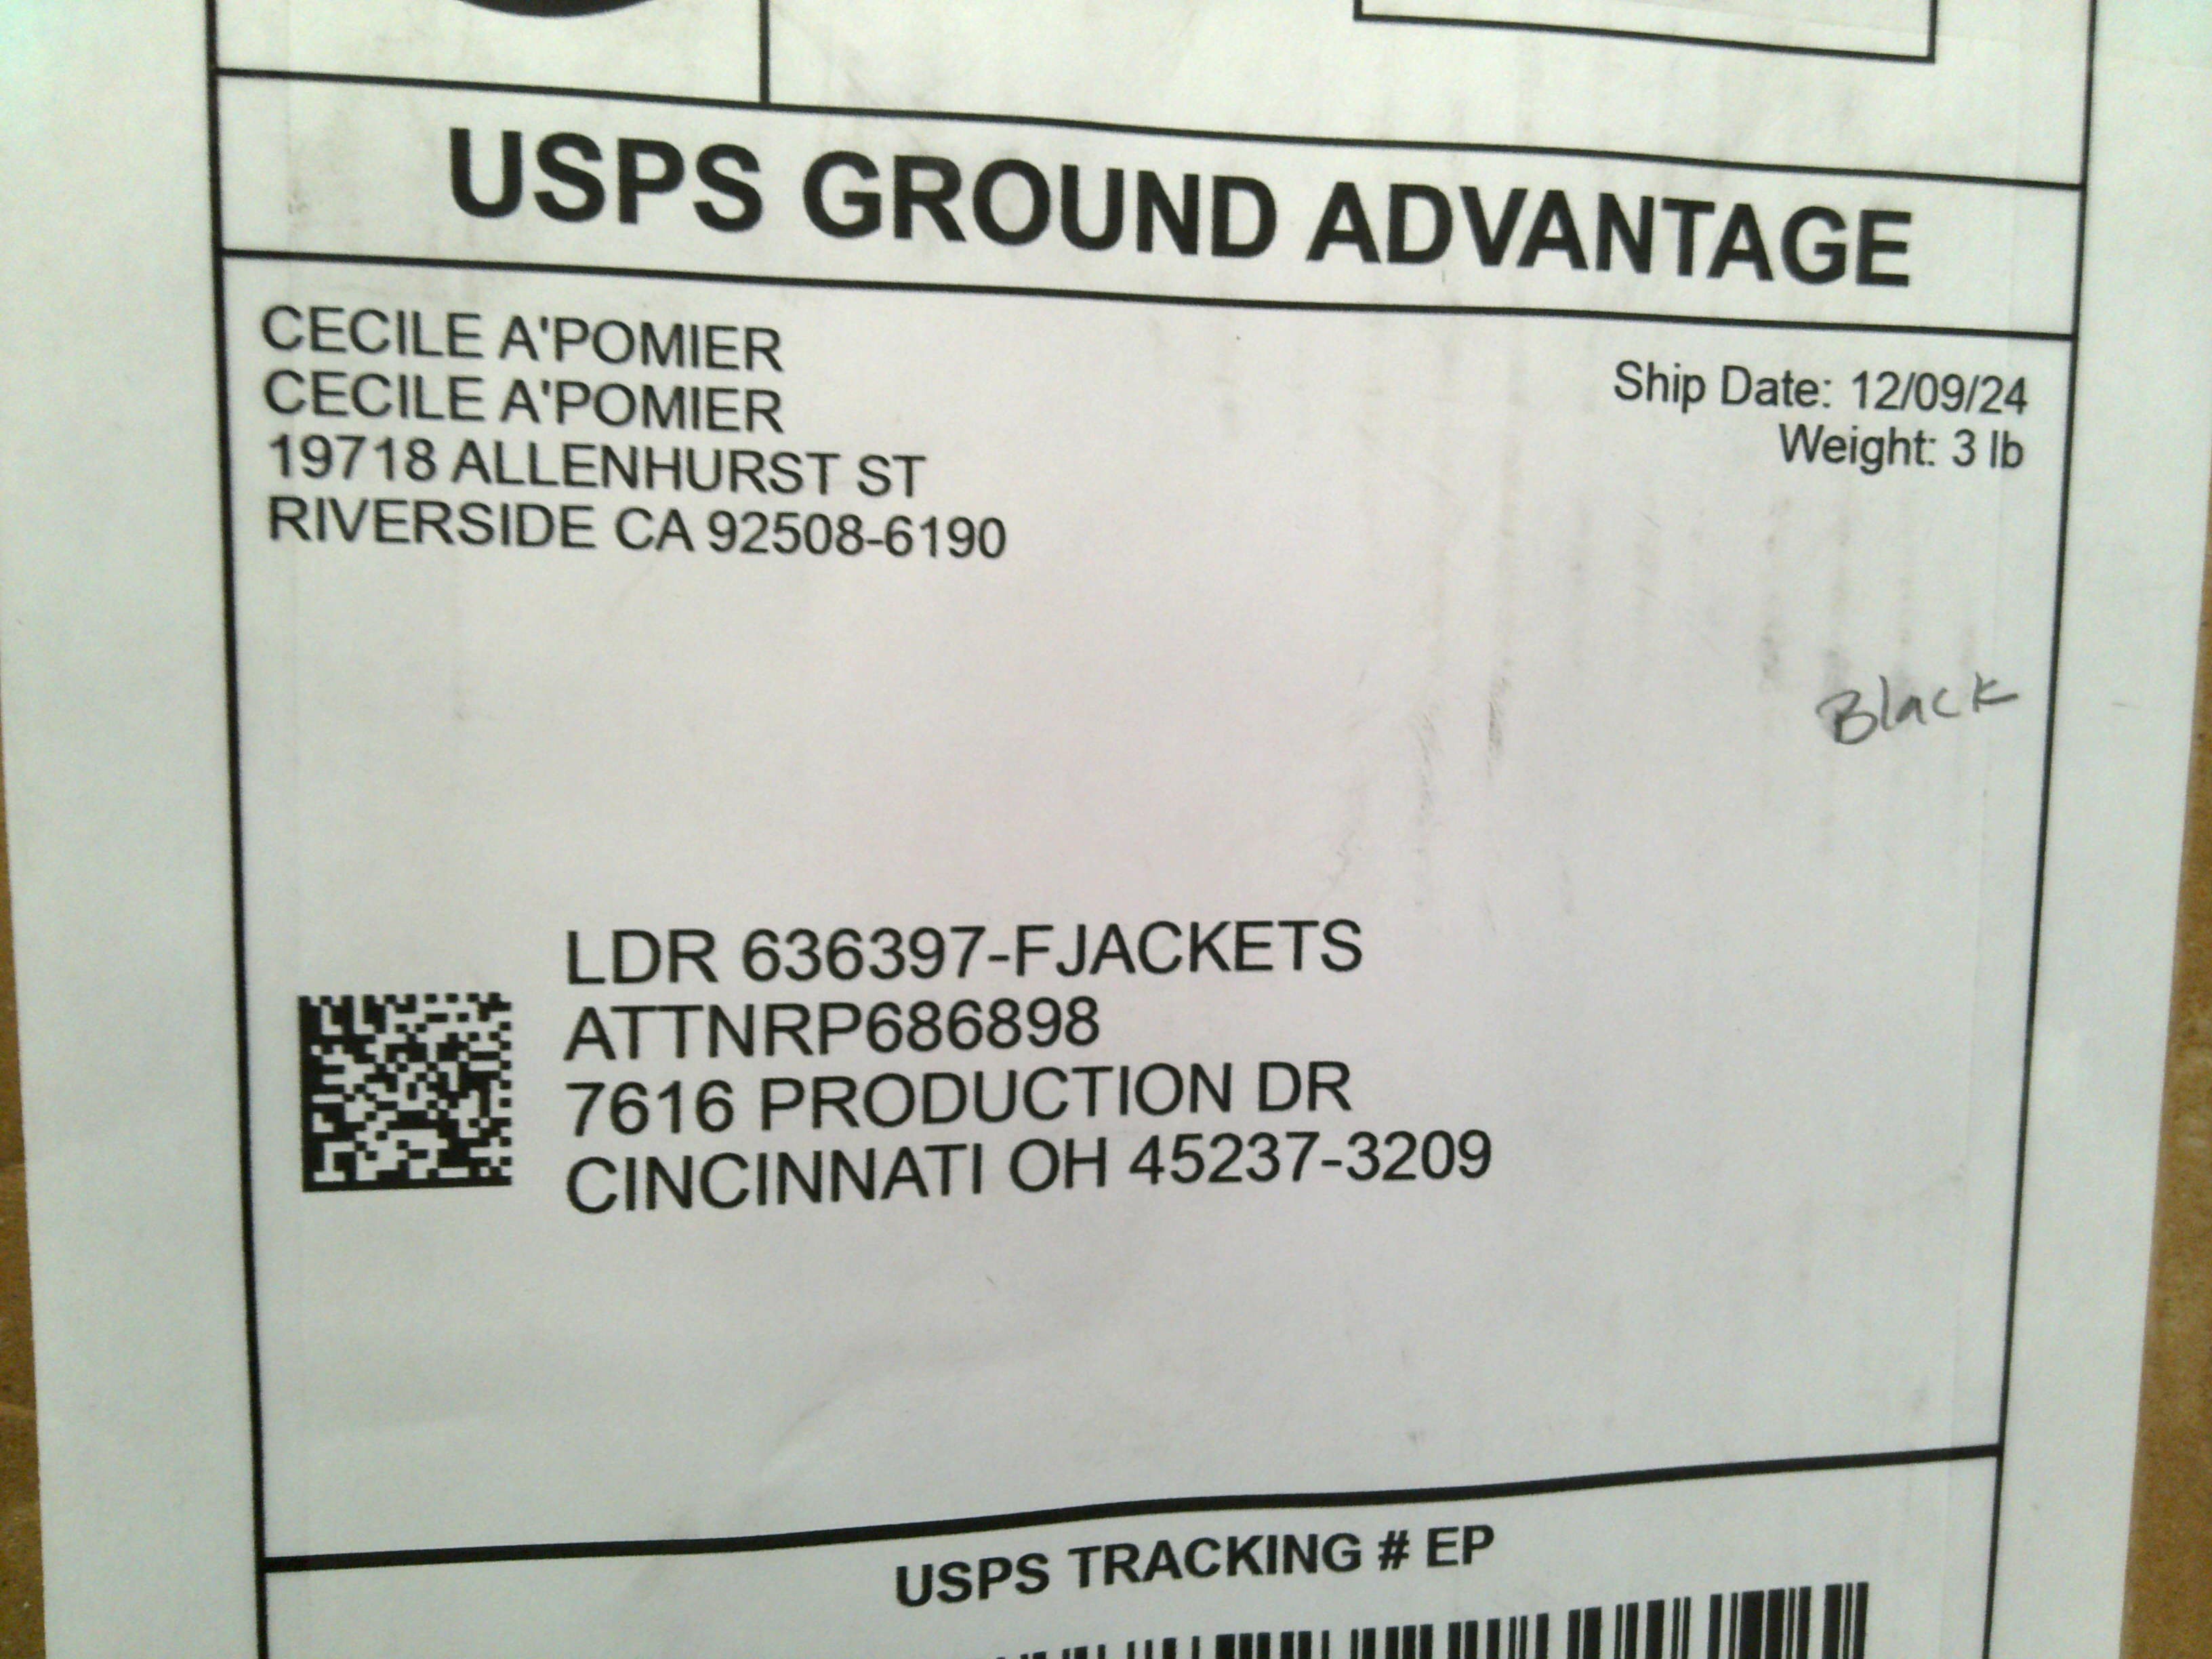 USPS GROUND ADVANTAGE
CECILE A'POMIER
CECILE A'POMIER
19718 ALLENHURST ST
RIVERSIDE CA 92508-6190
Ship Date: 12/09/24
Weight: 3 lb
Black
LDR 636397-FJACKETS
ATTNRP686898
7616 PRODUCTION DR
CINCINNATI OH 45237-3209
USPS TRACKING # EP